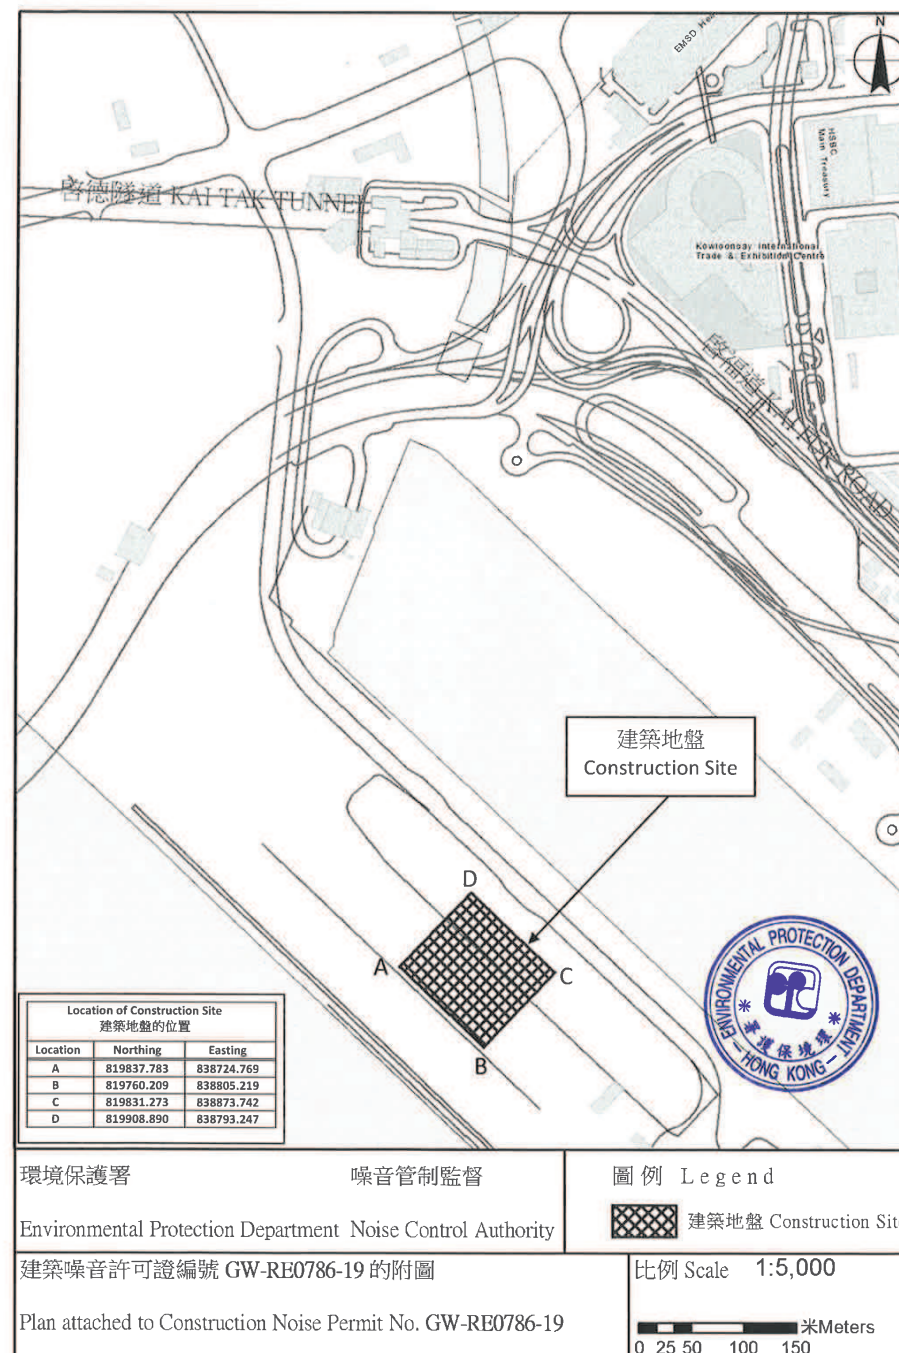 N
EMSD He
HSBC
Main Treasury
啓德隧道 KAI TAK TUNNEL
Kowloonbay International
Trade & Exhibition Centre
啓福道 KAI FUK ROAD
建築地盤
Construction Site
D
A
C
B
ENVIRONMENTAL PROTECTION DEPARTMENT
署護保境環
HONG KONG
Location of Construction Site
建築地盤的位置
Location Northing Easting
A 819837.783 838724.769
B 819760.209 838805.219
C 819831.273 838873.742
D 819908.890 838793.247
環境保護署 噪音管制監督
Environmental Protection Department Noise Control Authority
圖例 Legend
建築地盤 Construction Sit
建築噪音許可證編號 GW-RE0786-19 的附圖
Plan attached to Construction Noise Permit No. GW-RE0786-19
比例 Scale 1:5,000
米Meters
0 25 50 100 150